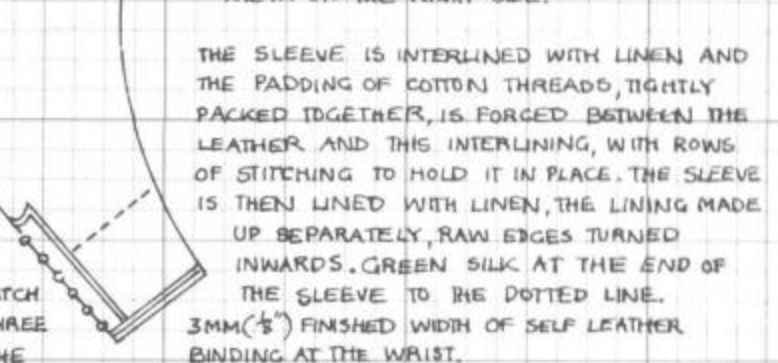 THE SLEEVE IS INTERLINED WITH LINEN AND
THE PADDING OF COTTON THREADS, TIGHTLY
PACKED TOGETHER, IS FORCED BETWEEN THE
LEATHER AND THIS INTERLINING, WITH ROWS
OF STITCHING TO HOLD IT IN PLACE. THE SLEEVE
IS THEN LINED WITH LINEN, THE LINING MADE
UP SEPARATELY, RAW EDGES TURNED
INWARDS. GREEN SILK AT THE END OF
TCH THE SLEEVE TO THE DOTTED LINE.
HREE 3MM (⅛") FINISHED WIDTH OF SELF LEATHER
HE BINDING AT THE WRIST.